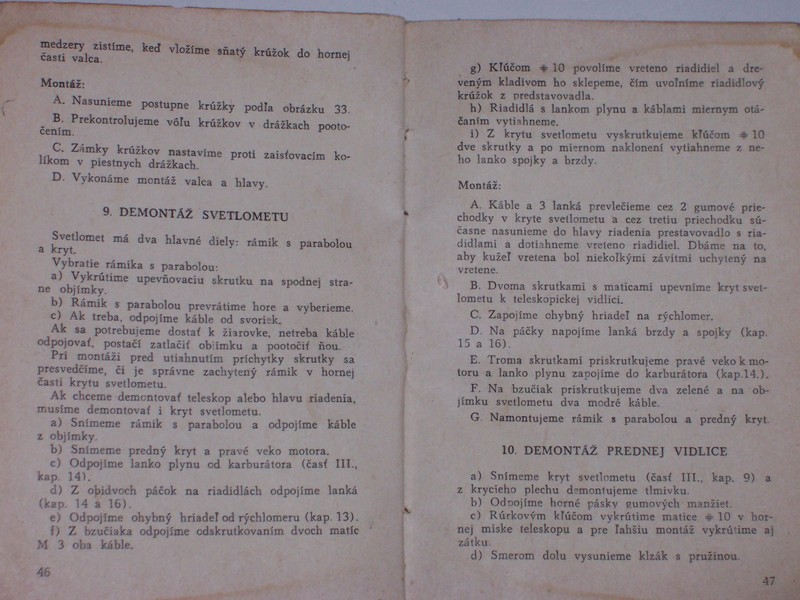 medzery zistíme, keď vložíme sňatý krúžok do hornej
časti valca.
Montáž:
A. Nasunieme postupne krúžky podľa obrázku 33.
B. Prekontrolujeme vôľu krúžkov v drážkach pooto-
čením.
C. Zámky krúžkov nastavíme proti zaisťovacím ko-
líkom v piestnych drážkach.
D. Vykonáme montáž valca a hlavy.
9. DEMONTÁŽ SVETLOMETU
Svetlomet má dva hlavné diely: rámik s parabolou
a kryt.
Vybratie rámika s parabolou:
a) Vykrútime upevňovaciu skrutku na spodnej stra-
ne objímky.
b) Rámik s parabolou prevrátime hore a vyberieme.
c) Ak treba, odpojíme káble od svoriek.
Ak sa potrebujeme dostať k žiarovke, netreba káble
odpojovať, postačí zatlačiť objímku a pootočiť ňou.
Pri montáži pred utiahnutím príchytky skrutky sa
presvedčíme, či je správne zachytený rámik v hornej
časti krytu svetlometu.
Ak chceme demontovať teleskop alebo hlavu riadenia,
musíme demontovať i kryt svetlometu.
a) Snímeme rámik s parabolou a odpojíme káble
z objímky.
b) Snímeme predný kryt a pravé veko motora.
c) Odpojíme lanko plynu od karburátora (časť III.,
kap. 14).
d) Z obidvoch páčok na riadidlách odpojíme lanká
(kap. 14 a 16).
e) Odpojíme ohybný hriadeľ od rýchlomeru (kap. 13).
f) Z bzučiaka odpojíme odskrutkovaním dvoch matíc
M 3 oba káble.
46
g) Kľúčom ⌖ 10 povolíme vreteno riadidiel a dre-
veným kladivom ho sklepeme, čím uvoľníme riadidlový
krúžok z predstavovadla.
h) Riadidlá s lankom plynu a káblami miernym otá-
čaním vytiahneme.
i) Z krytu svetlometu vyskrutkujeme kľúčom ⌖ 10
dve skrutky a po miernom naklonení vytiahneme z ne-
ho lanko spojky a brzdy.
Montáž:
A. Káble a 3 lanká prevlečieme cez 2 gumové prie-
chodky v kryte svetlometu a cez tretiu priechodku sú-
časne nasunieme do hlavy riadenia prestavovadlo s ria-
didlami a dotiahneme vreteno riadidiel. Dbáme na to,
aby kužeľ vretena bol niekoľkými závitmi uchytený na
vretene.
B. Dvoma skrutkami s maticami upevníme kryt svet-
lometu k teleskopickej vidlici.
C. Zapojíme ohybný hriadeľ na rýchlomer.
D. Na páčky napojíme lanká brzdy a spojky (kap.
15 a 16).
E. Troma skrutkami priskrutkujeme pravé veko k mo-
toru a lanko plynu zapojíme do karburátora (kap.14.).
F. Na bzučiak priskrutkujeme dva zelené a na ob-
jímku svetlometu dva modré káble.
G. Namontujeme rámik s parabolou a predný kryt.
10. DEMONTÁŽ PREDNEJ VIDLICE
a) Snímeme kryt svetlometu (časť III., kap. 9) a
z krycieho plechu demontujeme tlmivku.
b) Odpojíme horné pásky gumových manžiet.
c) Rúrkovým kľúčom vykrútime matice ⌖ 10 v hor-
nej miske teleskopu a pre ľahšiu montáž vykrútime aj
zátku.
d) Smerom dolu vysunieme klzák s pružinou.
47